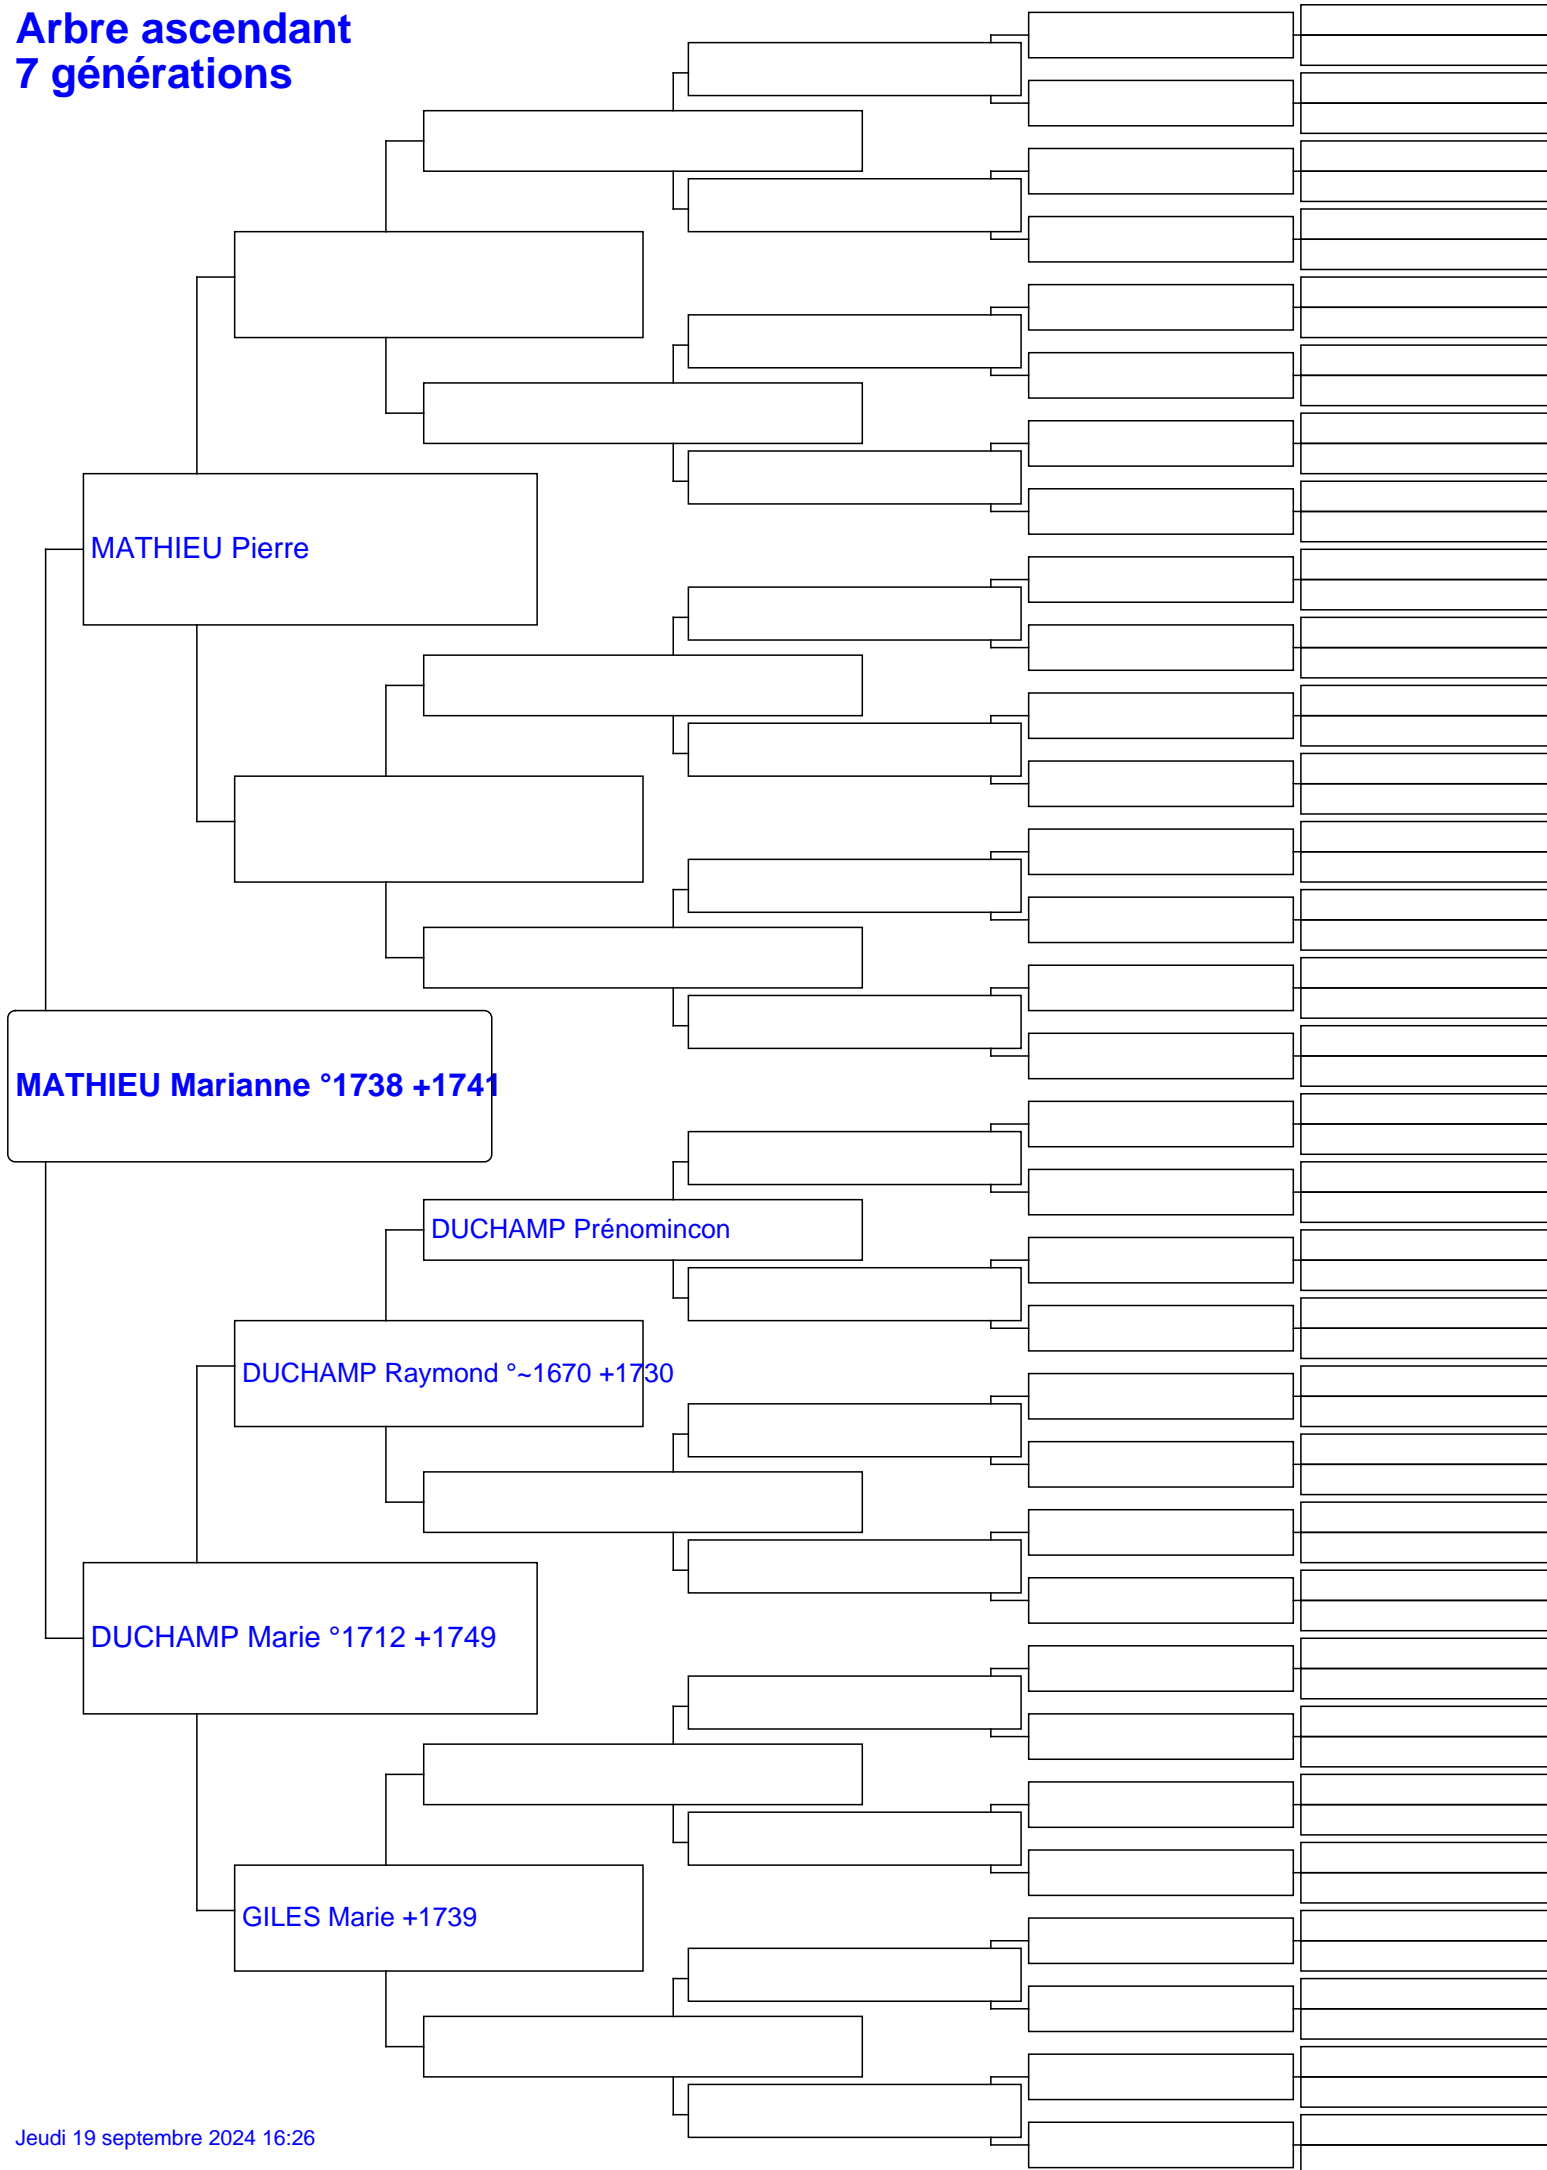 Arbre ascendant
7 générations
MATHIEU Pierre
MATHIEU Marianne °1738 +1741
DUCHAMP Prénomincon
DUCHAMP Raymond °~1670 +1730
DUCHAMP Marie °1712 +1749
GILES Marie +1739
Jeudi 19 septembre 2024 16:26